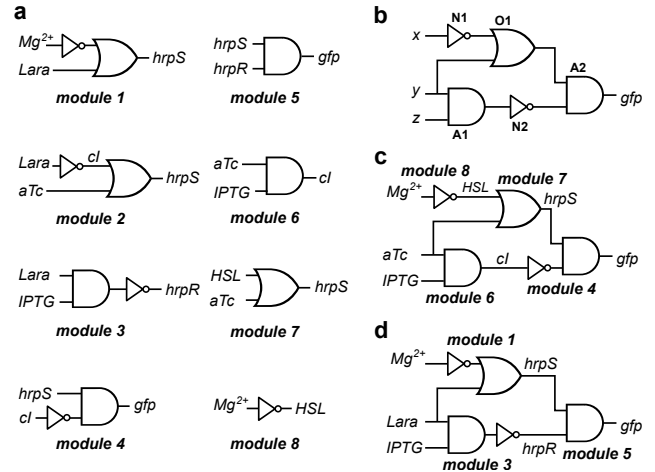 a
Mg2+
Lara
hrpS
module 1
hrpS
hrpR
gfp
module 5
Lara
cI
aTc
hrpS
module 2
aTc
IPTG
cI
module 6
Lara
IPTG
hrpR
module 3
HSL
aTc
hrpS
module 7
hrpS
cI
gfp
module 4
Mg2+
HSL
module 8
b
N1
O1
x
y
z
A1
N2
A2
gfp
c
module 8
module 7
Mg2+
HSL
hrpS
aTc
IPTG
cI
gfp
module 6
module 4
d
module 1
Mg2+
hrpS
Lara
IPTG
hrpR
gfp
module 3
module 5